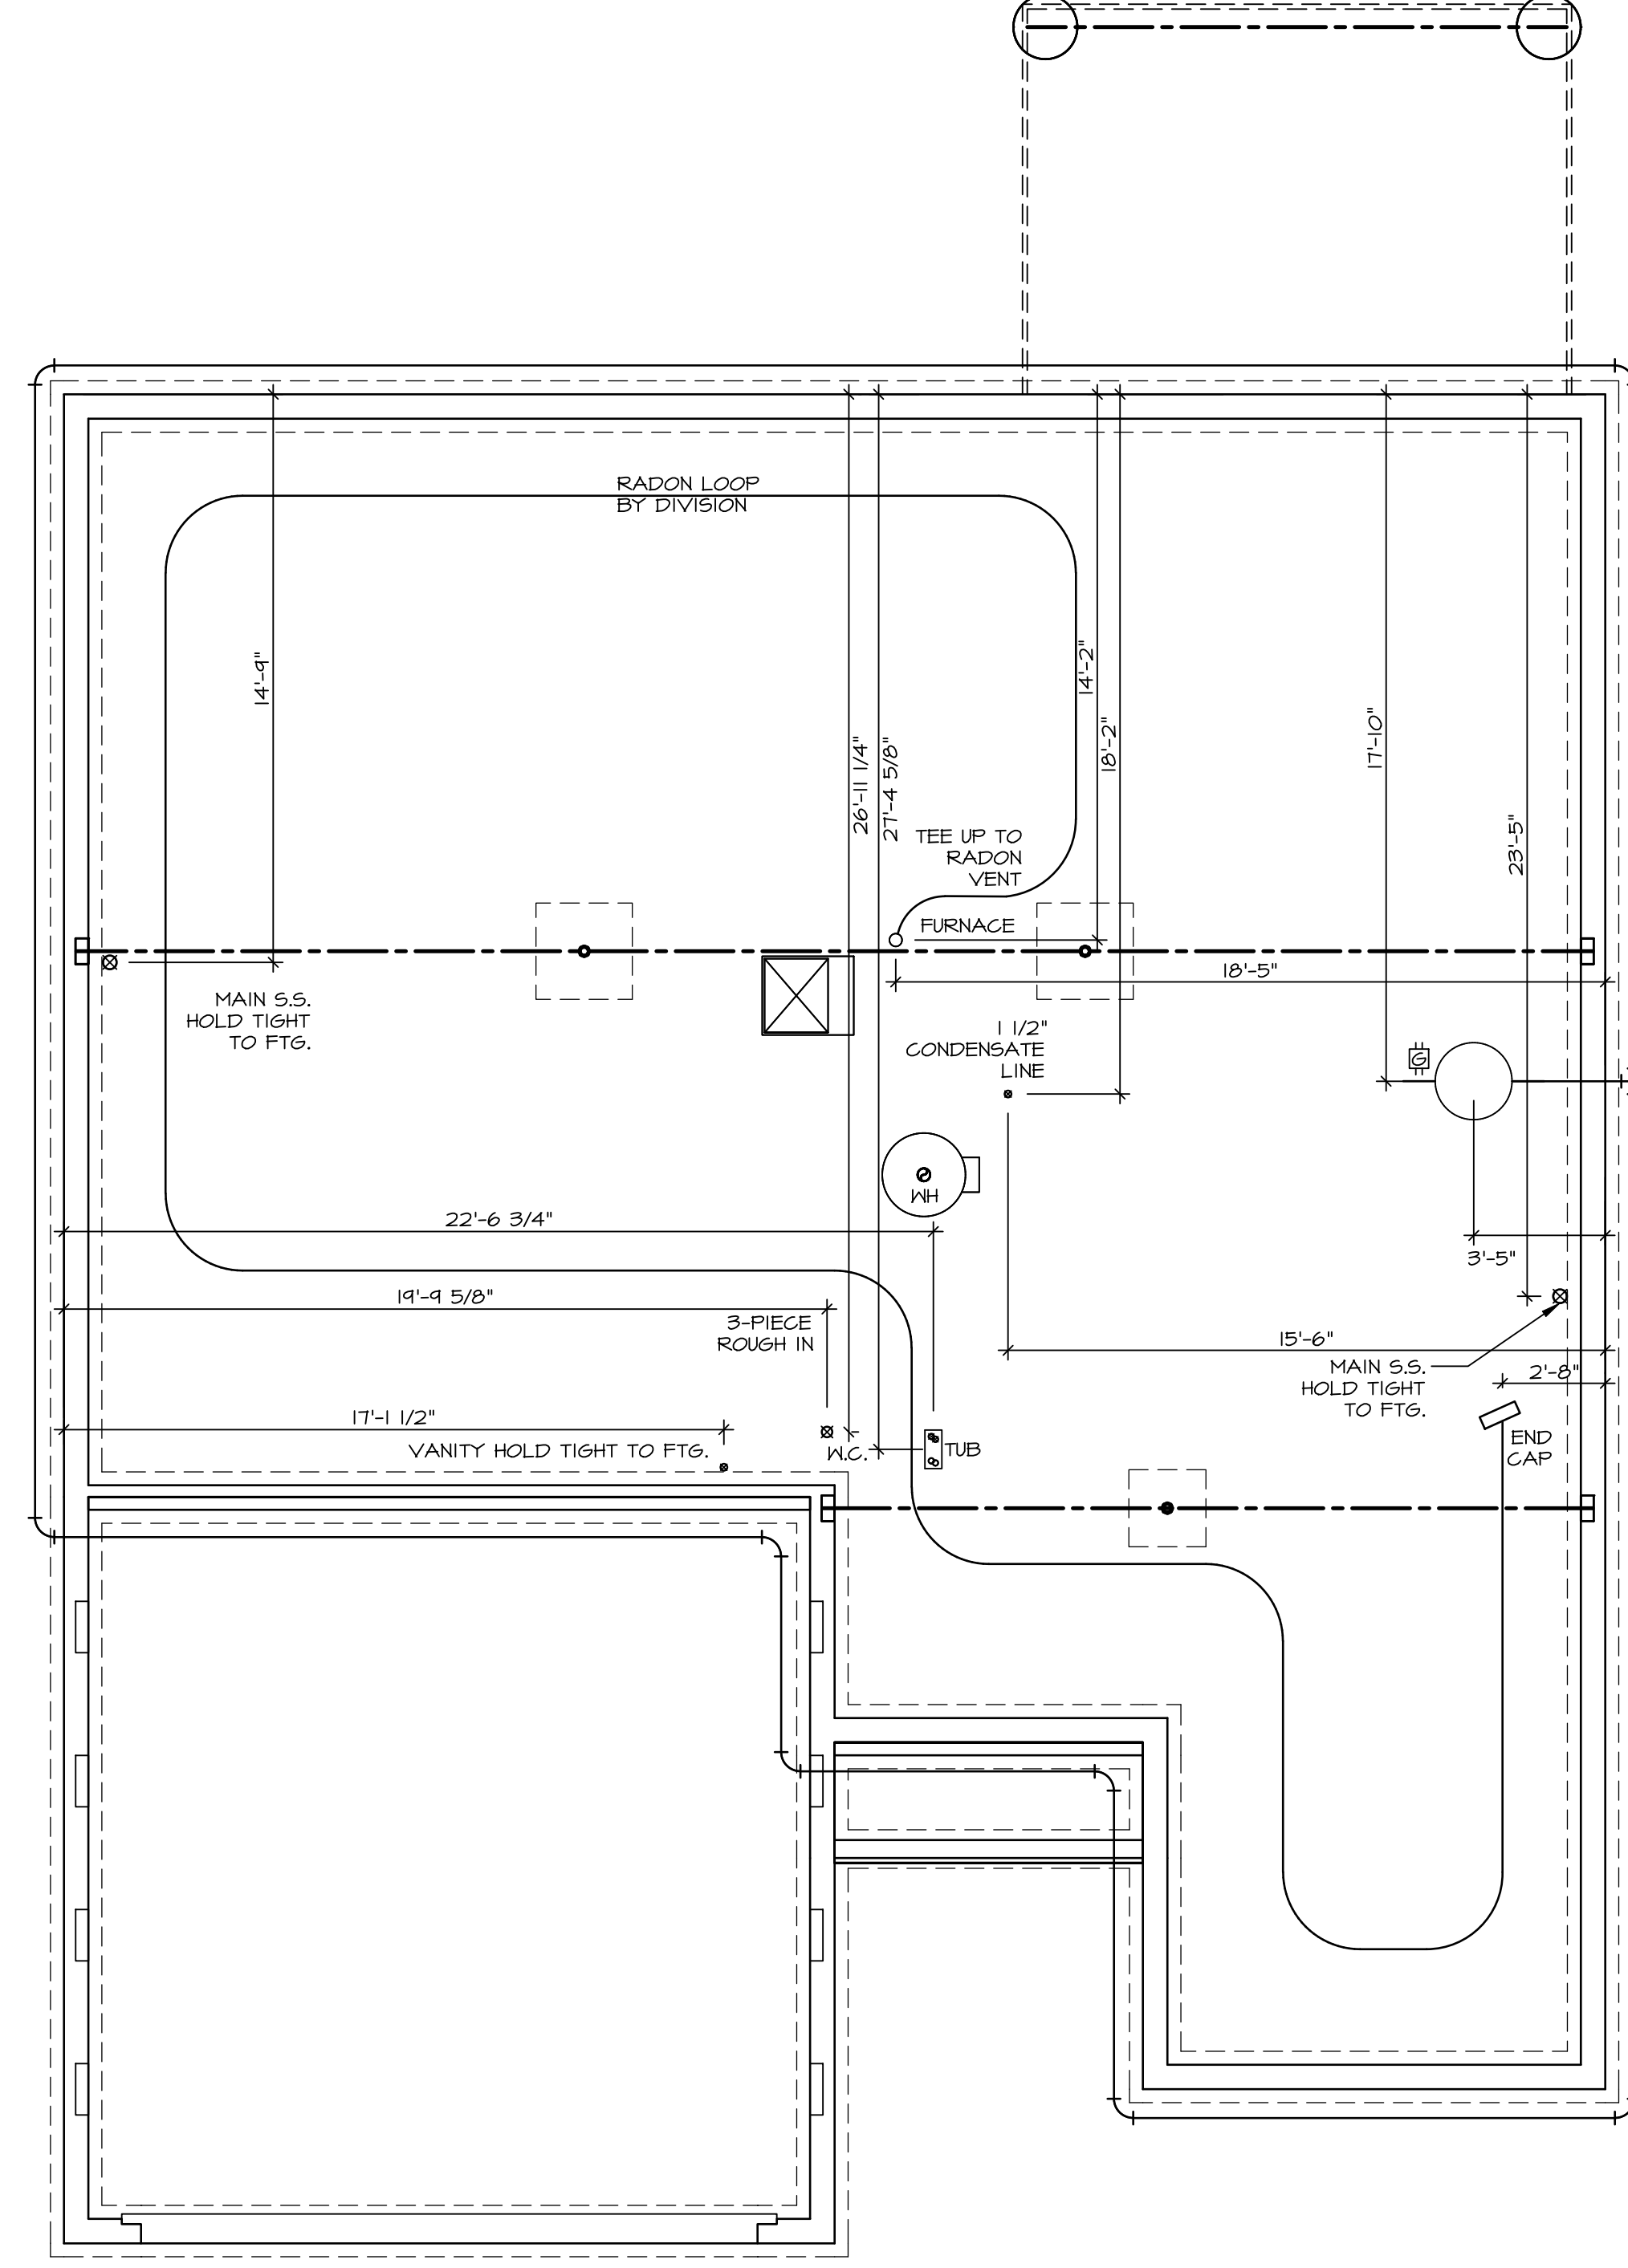 RADON LOOP
BY DIVISION
14'-9"
14'-2"
18'-2"
17'-10"
26'-11 1/4"
27'-4 5/8"
23'-5"
TEE UP TO
RADON
VENT
FURNACE
18'-5"
MAIN S.S.
HOLD TIGHT
TO FTG.
1 1/2"
CONDENSATE
LINE
G
WH
22'-6 3/4"
3'-5"
19'-9 5/8"
3-PIECE
ROUGH IN
15'-6"
MAIN S.S.
HOLD TIGHT
TO FTG.
2'-8"
17'-1 1/2"
VANITY HOLD TIGHT TO FTG.
W.C.
TUB
END
CAP